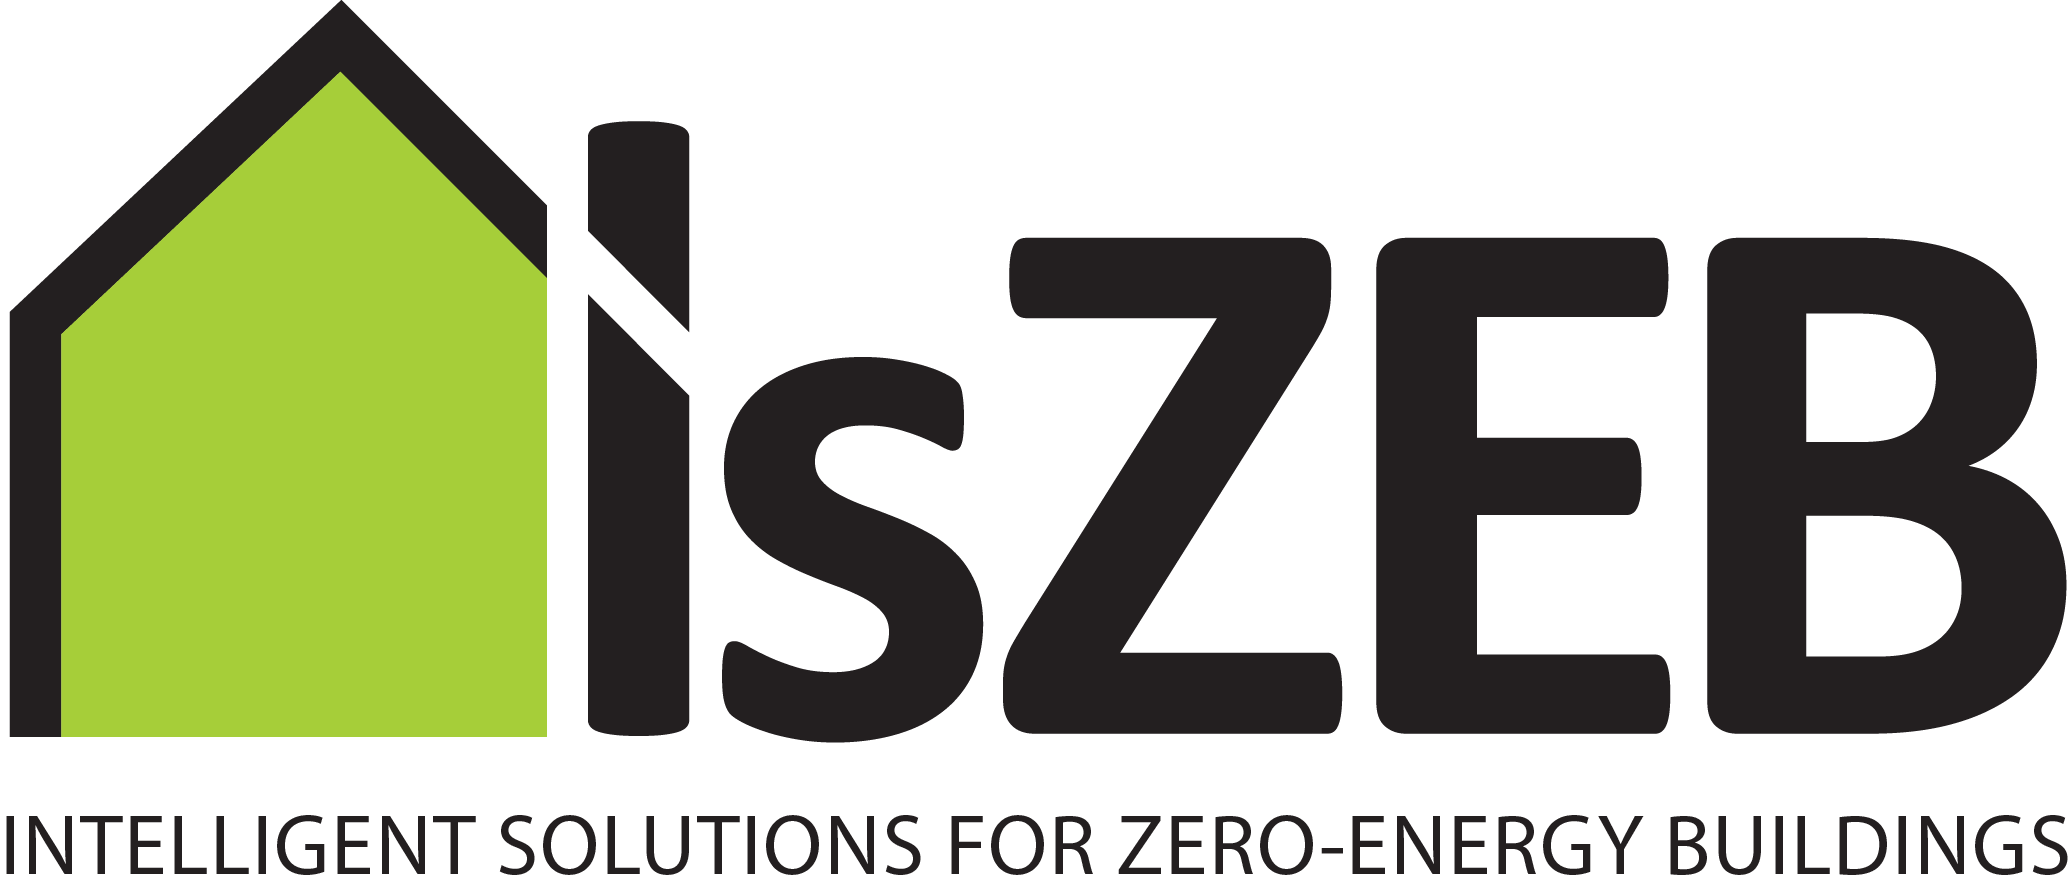 IsZEB
INTELLIGENT SOLUTIONS FOR ZERO-ENERGY BUILDINGS